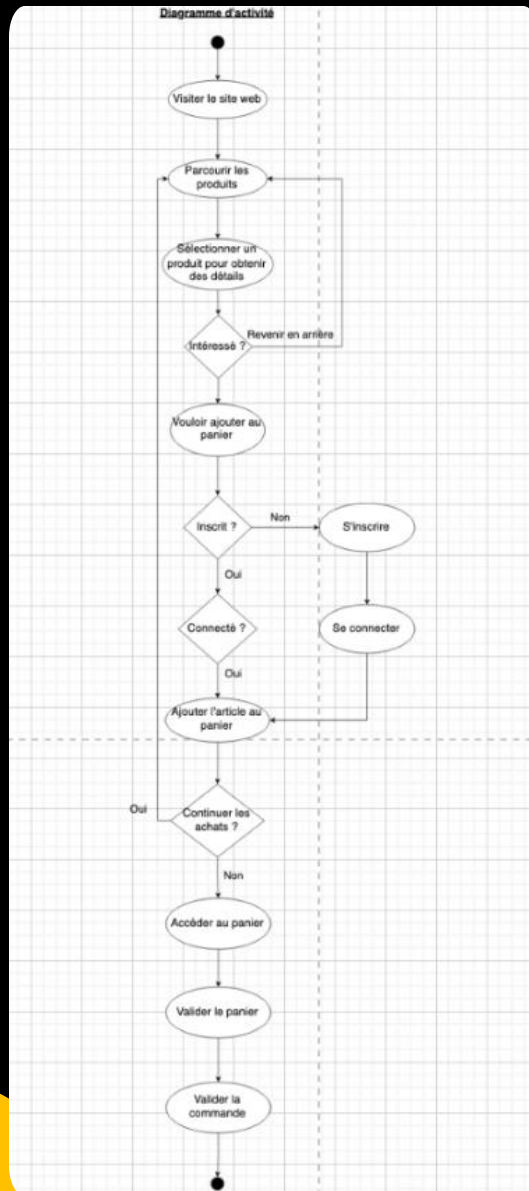 Diagramme d'activité
Visiter le site web
Parcourir les
produits
Sélectionner un
produit pour obtenir
des détails
Revenir en arrière
Intéressé ?
Vouloir ajouter au
panier
Non
Inscrit ?
S'inscrire
Oui
Connecté ?
Se connecter
Oui
Ajouter l'article au
panier
Oui
Continuer les
achats ?
Non
Accéder au panier
Valider le panier
Valider la
commande